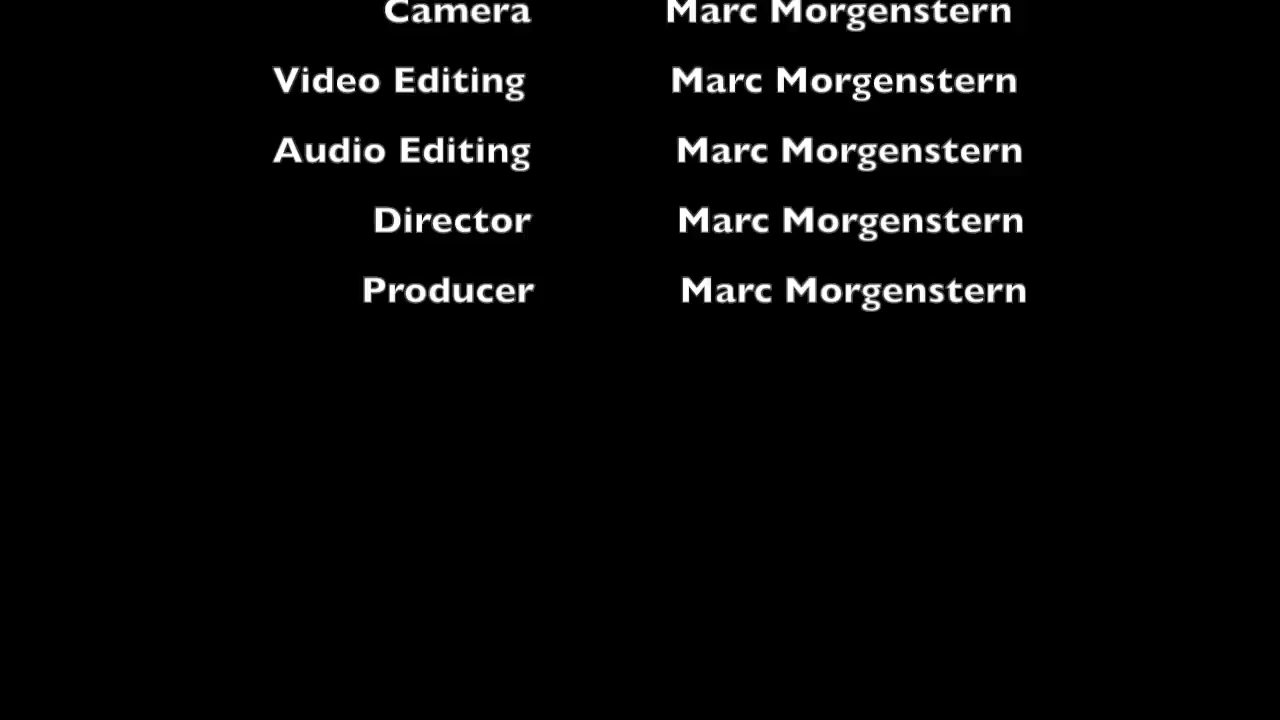 Camera Marc Morgenstern
Video Editing Marc Morgenstern
Audio Editing Marc Morgenstern
Director Marc Morgenstern
Producer Marc Morgenstern